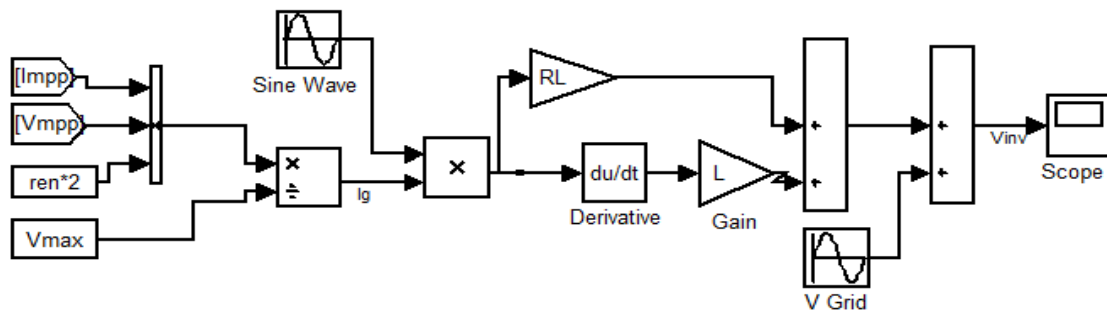 [Impp]
[Vmpp]
ren*2
Vmax
Sine Wave
×
÷
Ig
×
RL
du/dt
Derivative
L
Gain
+
+
V Grid
+
+
Vinv
Scope